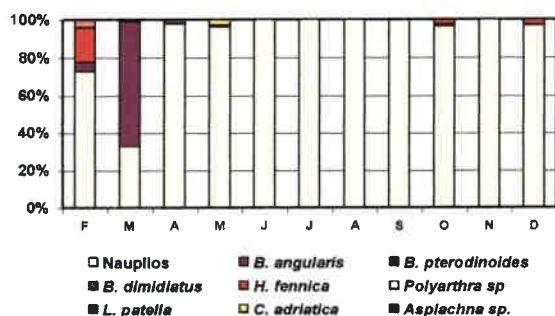 100%
80%
60%
40%
20%
0%
F M A M J J A S O N D
Nauplios B. angularis B. pterodinoides
B. dimidiatus H. fennica Polyarthra sp
L. patella C. adriatica Asplachna sp.